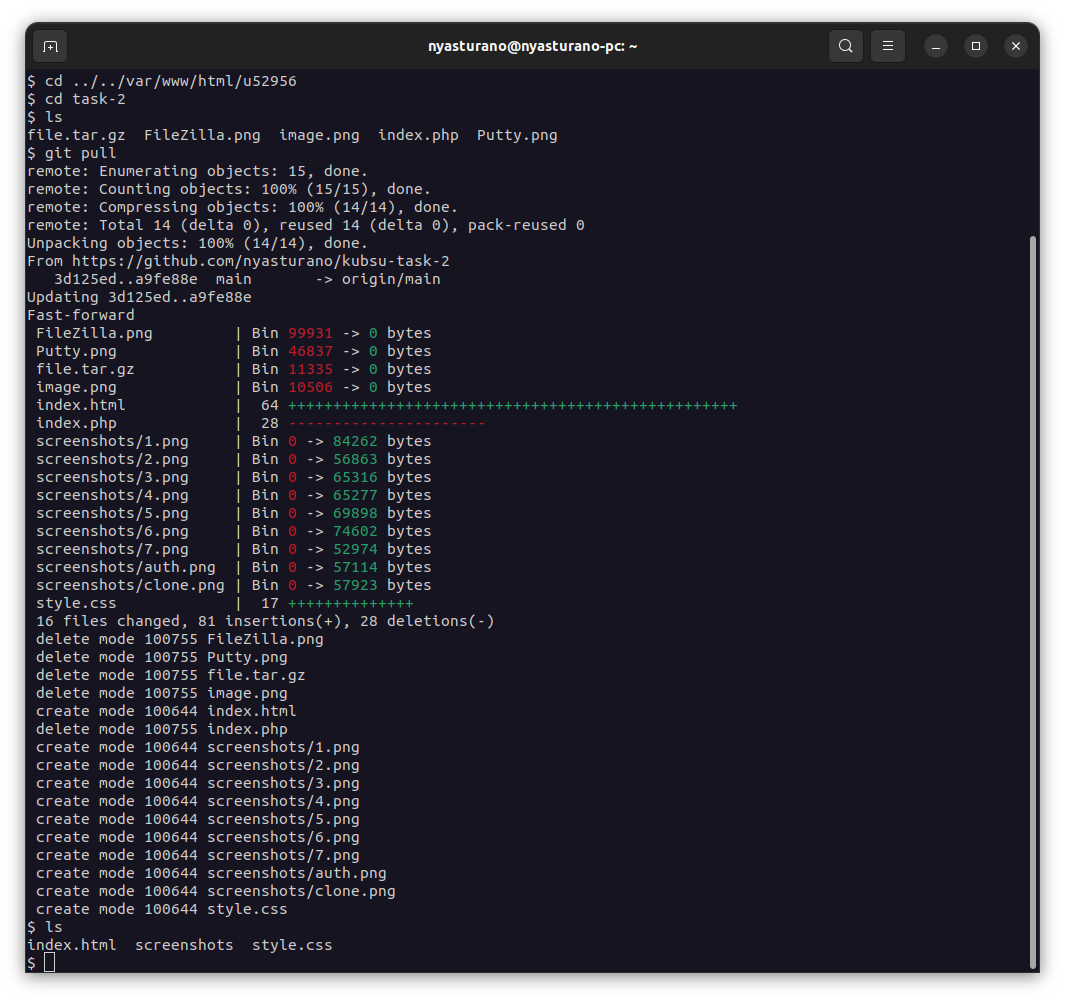 nyasturano@nyasturano-pc: ~
$ cd ../../var/www/html/u52956
$ cd task-2
$ ls
file.tar.gz  FileZilla.png  image.png  index.php  Putty.png
$ git pull
remote: Enumerating objects: 15, done.
remote: Counting objects: 100% (15/15), done.
remote: Compressing objects: 100% (14/14), done.
remote: Total 14 (delta 0), reused 14 (delta 0), pack-reused 0
Unpacking objects: 100% (14/14), done.
From https://github.com/nyasturano/kubsu-task-2
   3d125ed..a9fe88e  main       -> origin/main
Updating 3d125ed..a9fe88e
Fast-forward
 FileZilla.png         | Bin 99931 -> 0 bytes
 Putty.png             | Bin 46837 -> 0 bytes
 file.tar.gz           | Bin 11335 -> 0 bytes
 image.png             | Bin 10506 -> 0 bytes
 index.html            |  64 ++++++++++++++++++++++++++++++++++++++++++++++++++
 index.php             |  28 ----------------------
 screenshots/1.png     | Bin 0 -> 84262 bytes
 screenshots/2.png     | Bin 0 -> 56863 bytes
 screenshots/3.png     | Bin 0 -> 65316 bytes
 screenshots/4.png     | Bin 0 -> 65277 bytes
 screenshots/5.png     | Bin 0 -> 69898 bytes
 screenshots/6.png     | Bin 0 -> 74602 bytes
 screenshots/7.png     | Bin 0 -> 52974 bytes
 screenshots/auth.png  | Bin 0 -> 57114 bytes
 screenshots/clone.png | Bin 0 -> 57923 bytes
 style.css             |  17 ++++++++++++++
 16 files changed, 81 insertions(+), 28 deletions(-)
 delete mode 100755 FileZilla.png
 delete mode 100755 Putty.png
 delete mode 100755 file.tar.gz
 delete mode 100755 image.png
 create mode 100644 index.html
 delete mode 100755 index.php
 create mode 100644 screenshots/1.png
 create mode 100644 screenshots/2.png
 create mode 100644 screenshots/3.png
 create mode 100644 screenshots/4.png
 create mode 100644 screenshots/5.png
 create mode 100644 screenshots/6.png
 create mode 100644 screenshots/7.png
 create mode 100644 screenshots/auth.png
 create mode 100644 screenshots/clone.png
 create mode 100644 style.css
$ ls
index.html  screenshots  style.css
$